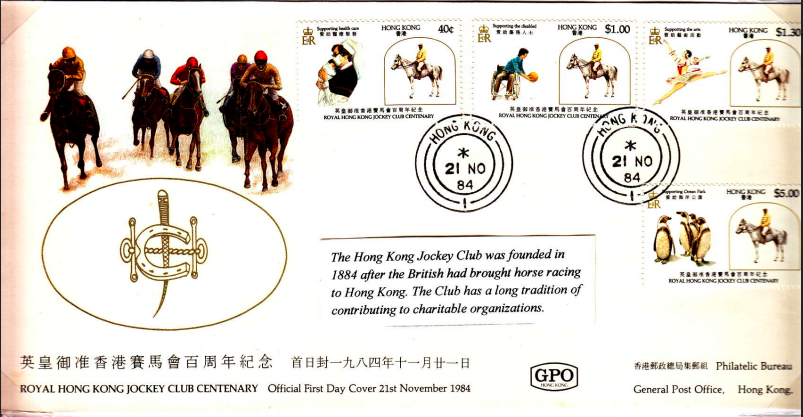 Supporting health care
贊助醫療服務
40¢
HONG KONG
香港
英皇御准香港賽馬會百周年紀念
ROYAL HONG KONG JOCKEY CLUB CENTENARY
Supporting the disabled
贊助傷殘人士
$1.00
HONG KONG
香港
英皇御准香港賽馬會百周年紀念
ROYAL HONG KONG JOCKEY CLUB CENTENARY
Supporting the arts
贊助藝術活動
$1.30
HONG KONG
香港
英皇御准香港賽馬會百周年紀念
ROYAL HONG KONG JOCKEY CLUB CENTENARY
HONG KONG
21 NO
84
1
HONG KONG
21 NO
84
1
Supporting Ocean Park
贊助海洋公園
$5.00
HONG KONG
香港
英皇御准香港賽馬會百周年紀念
ROYAL HONG KONG JOCKEY CLUB CENTENARY
The Hong Kong Jockey Club was founded in
1884 after the British had brought horse racing
to Hong Kong. The Club has a long tradition of
contributing to charitable organizations.
英皇御准香港賽馬會百周年紀念 首日封一九八四年十一月廿一日
ROYAL HONG KONG JOCKEY CLUB CENTENARY Official First Day Cover 21st November 1984
GPO
HONG KONG
香港郵政總局集郵組 Philatelic Bureau
General Post Office, Hong Kong.